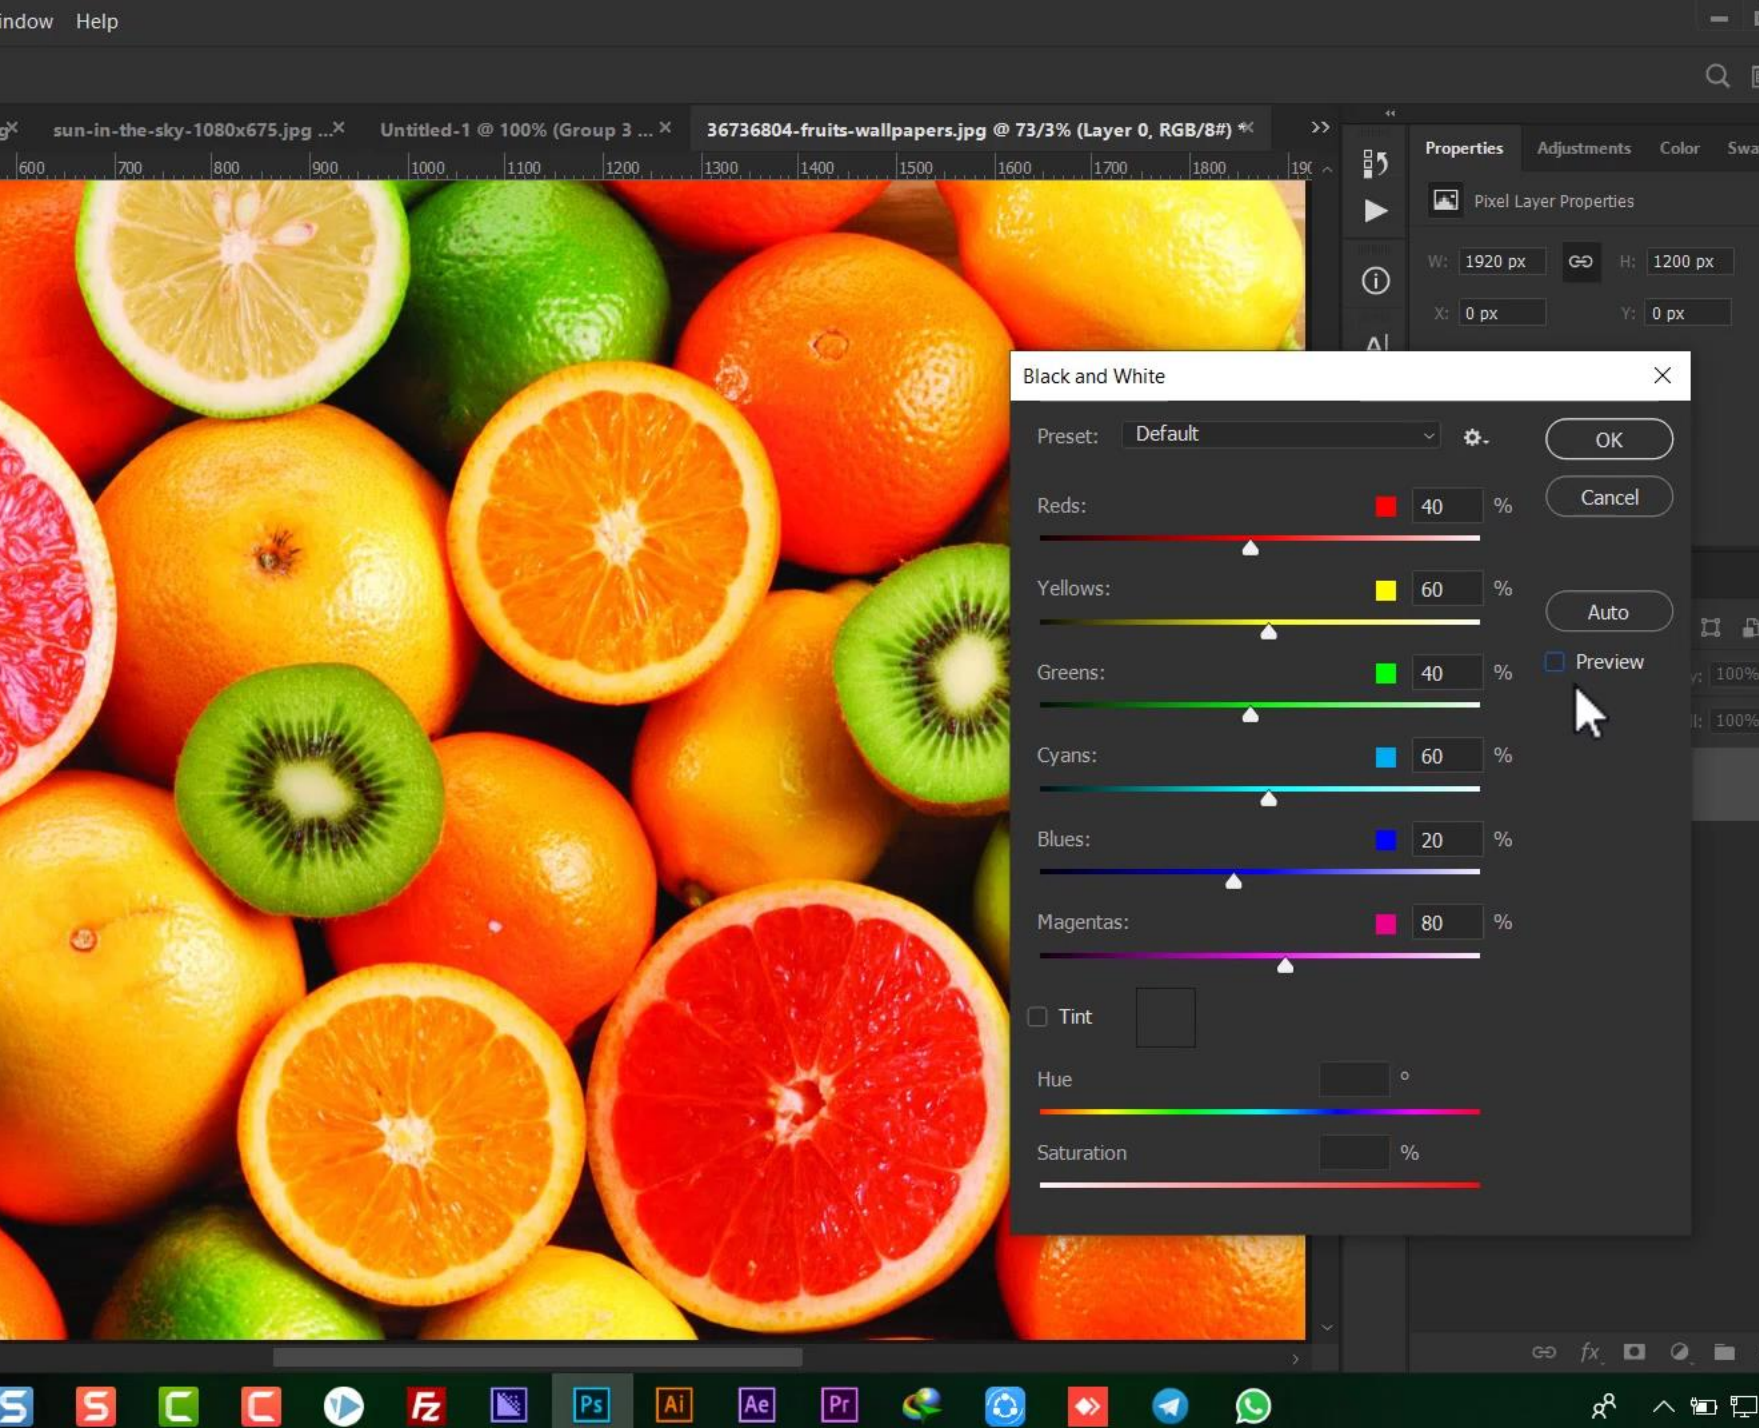 indow Help
g× sun-in-the-sky-1080x675.jpg ...× Untitled-1 @ 100% (Group 3 ... × 36736804-fruits-wallpapers.jpg @ 73/3% (Layer 0, RGB/8#) *×
600 700 800 900 1000 1100 1200 1300 1400 1500 1600 1700 1800 190
Properties Adjustments Color Swa
Pixel Layer Properties
W: 1920 px H: 1200 px
X: 0 px Y: 0 px
A|
Black and White
Preset: Default
OK
Reds: 40 %
Cancel
Yellows: 60 %
Auto
Preview
Greens: 40 %
y: 100%
l: 100%
Cyans: 60 %
Blues: 20 %
Magentas: 80 %
Tint
Hue °
Saturation %
fx
S S C C Fz Ps Ai Ae Pr